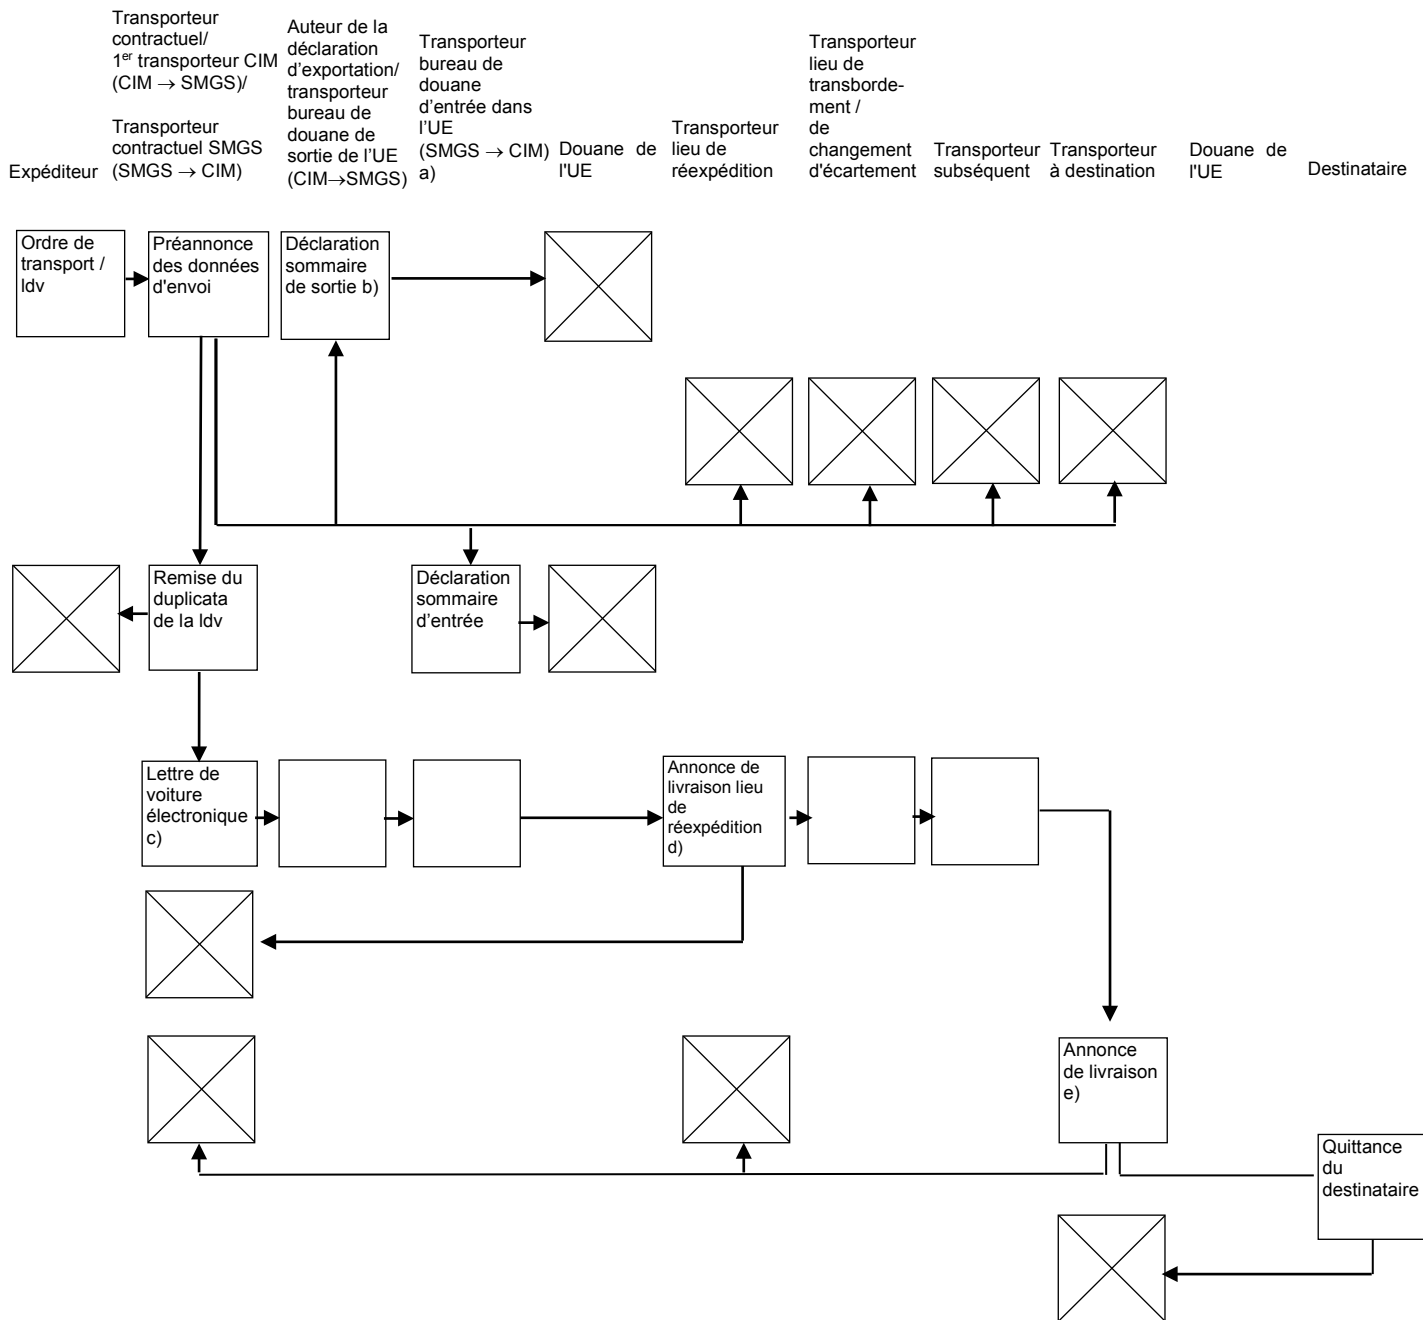 Expéditeur
Transporteur
contractuel/
1er transporteur CIM
(CIM → SMGS)/
Transporteur
contractuel SMGS
(SMGS → CIM)
Auteur de la
déclaration
d'exportation/
transporteur
bureau de
douane de
sortie de l'UE
(CIM→SMGS)
Transporteur
bureau de
douane
d'entrée dans
l'UE
(SMGS → CIM)
a)
Douane de
l'UE
Transporteur
lieu de
réexpédition
Transporteur
lieu de
transborde-
ment /
de
changement
d'écartement
Transporteur
subséquent
Transporteur
à destination
Douane de
l'UE
Destinataire
Ordre de
transport /
ldv
Préannonce
des données
d'envoi
Déclaration
sommaire
de sortie b)
Remise du
duplicata
de la ldv
Déclaration
sommaire
d'entrée
Lettre de
voiture
électronique
c)
Annonce de
livraison lieu
de
réexpédition
d)
Annonce
de livraison
e)
Quittance
du
destinataire